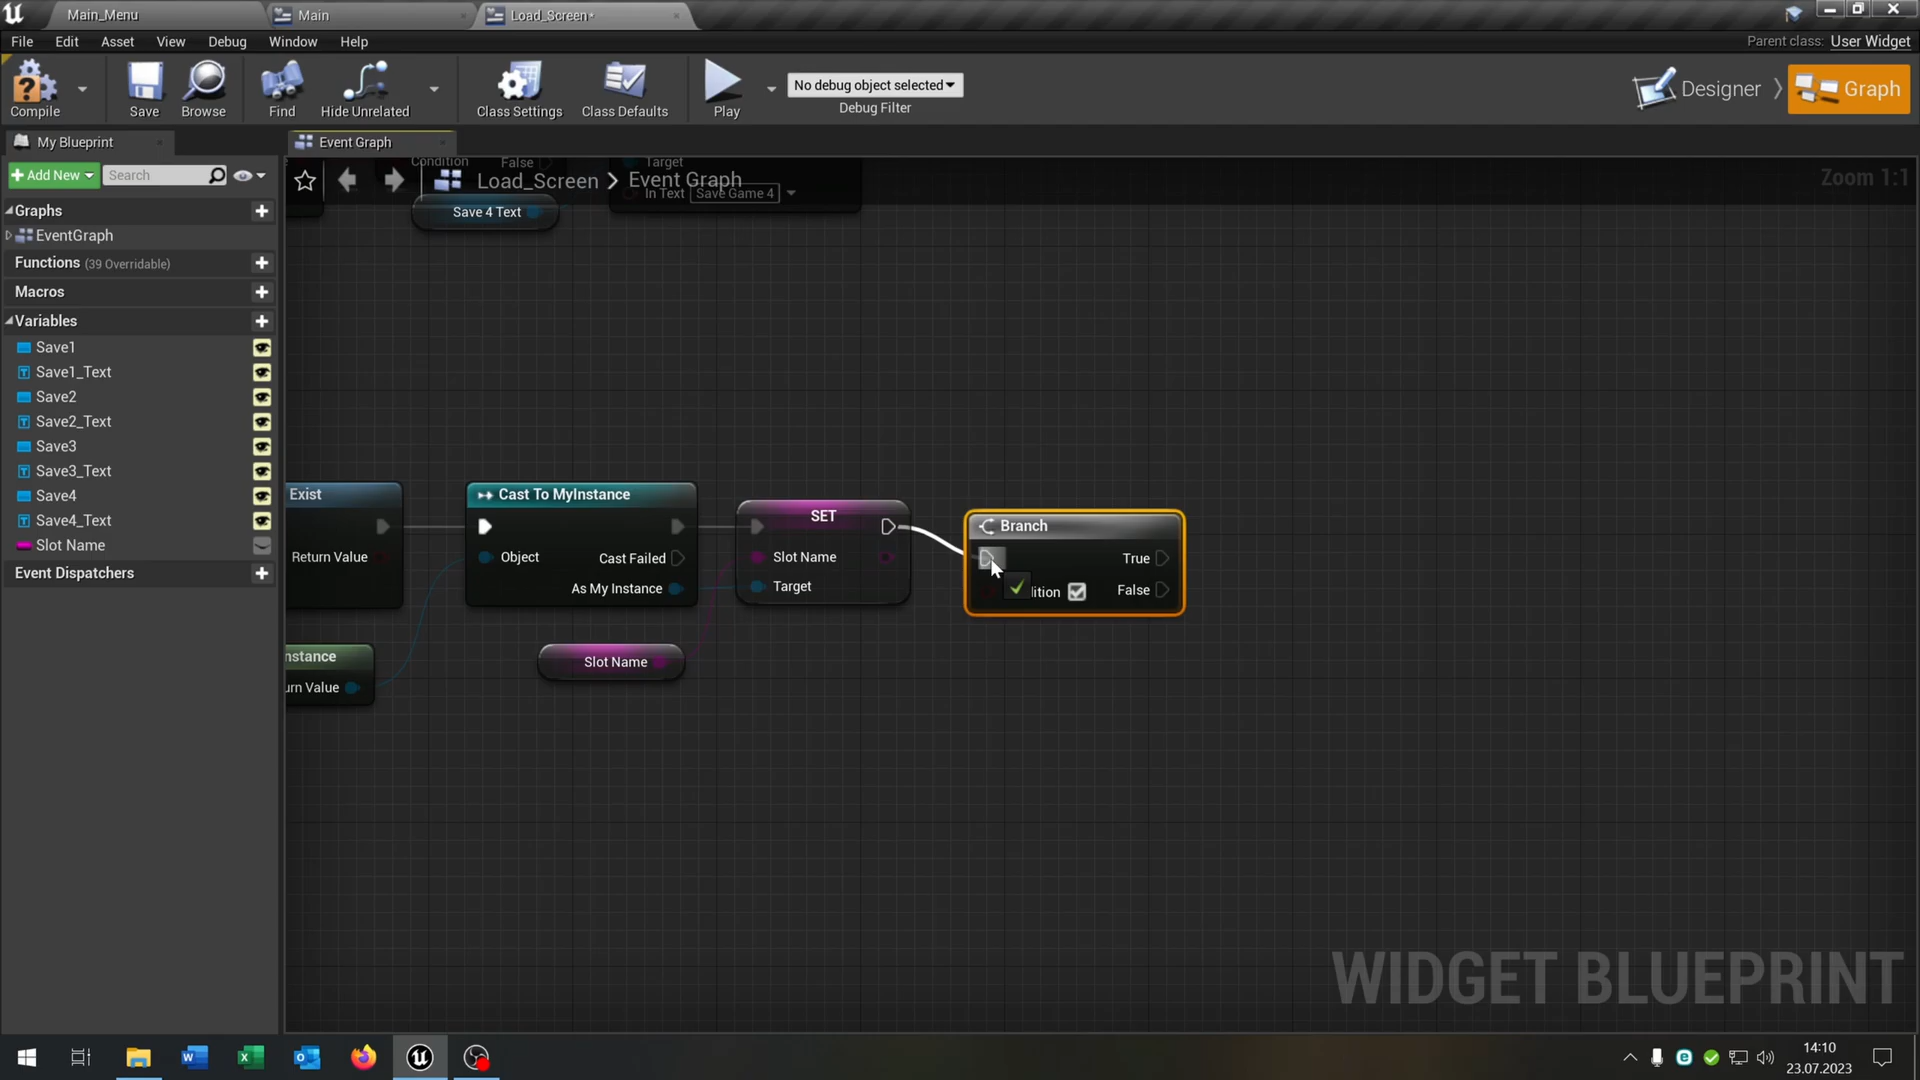 Main_Menu
Main
Load_Screen*
File Edit Asset View Debug Window Help
Parent class: User Widget
Compile
Save
Browse
Find
Hide Unrelated
Class Settings
Class Defaults
Play
No debug object selected
Debug Filter
Designer
Graph
My Blueprint
Event Graph
Add New
Search
Load_Screen > Event Graph
Zoom 1:1
Condition
False
Target
In Text Save Game 4
Save 4 Text
Graphs
EventGraph
Functions (39 Overridable)
Macros
Variables
Save1
Save1_Text
Save2
Save2_Text
Save3
Save3_Text
Save4
Save4_Text
Slot Name
Event Dispatchers
Exist
Return Value
nstance
urn Value
Cast To MyInstance
Object
Cast Failed
As My Instance
Slot Name
SET
Slot Name
Target
Branch
True
ition
False
WIDGET BLUEPRINT
14:10
23.07.2023